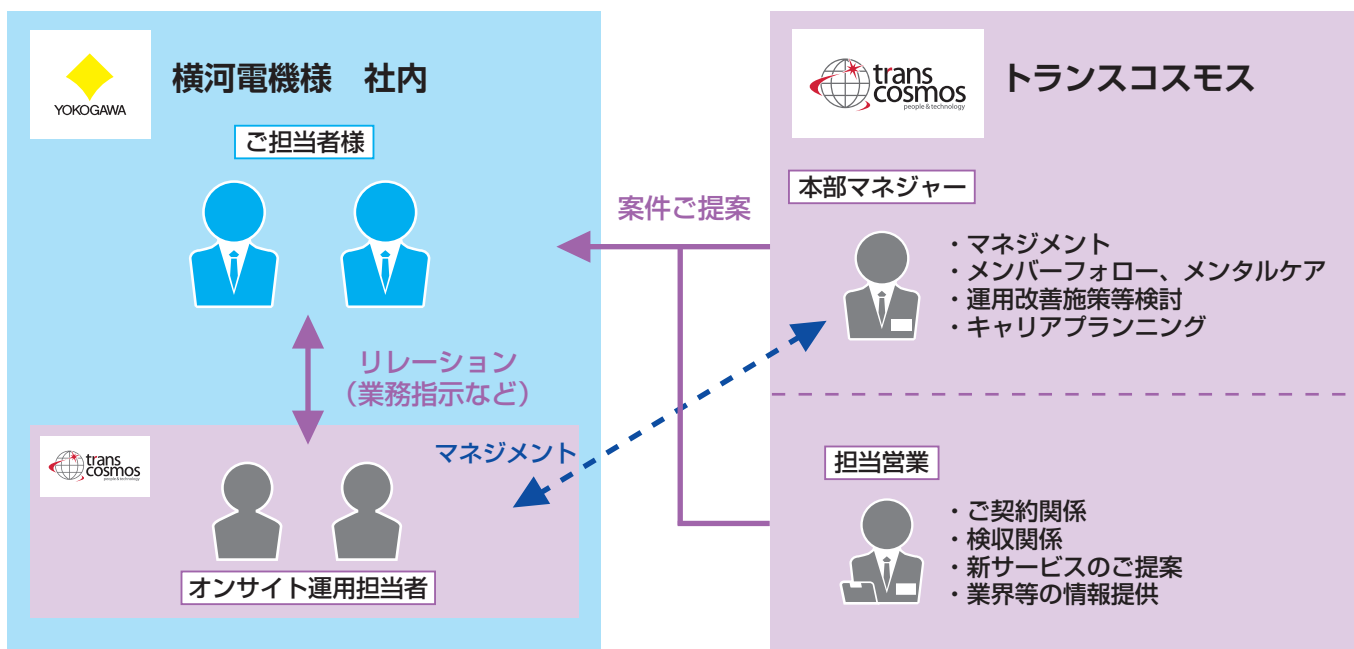 YOKOGAWA
横河電機様　社内
ご担当者様
リレーション
（業務指示など）
trans
cosmos
people & technology
マネジメント
オンサイト運用担当者
案件ご提案
trans
cosmos
people & technology
トランスコスモス
本部マネジャー
・マネジメント
・メンバーフォロー、メンタルケア
・運用改善施策等検討
・キャリアプランニング
担当営業
・ご契約関係
・検収関係
・新サービスのご提案
・業界等の情報提供